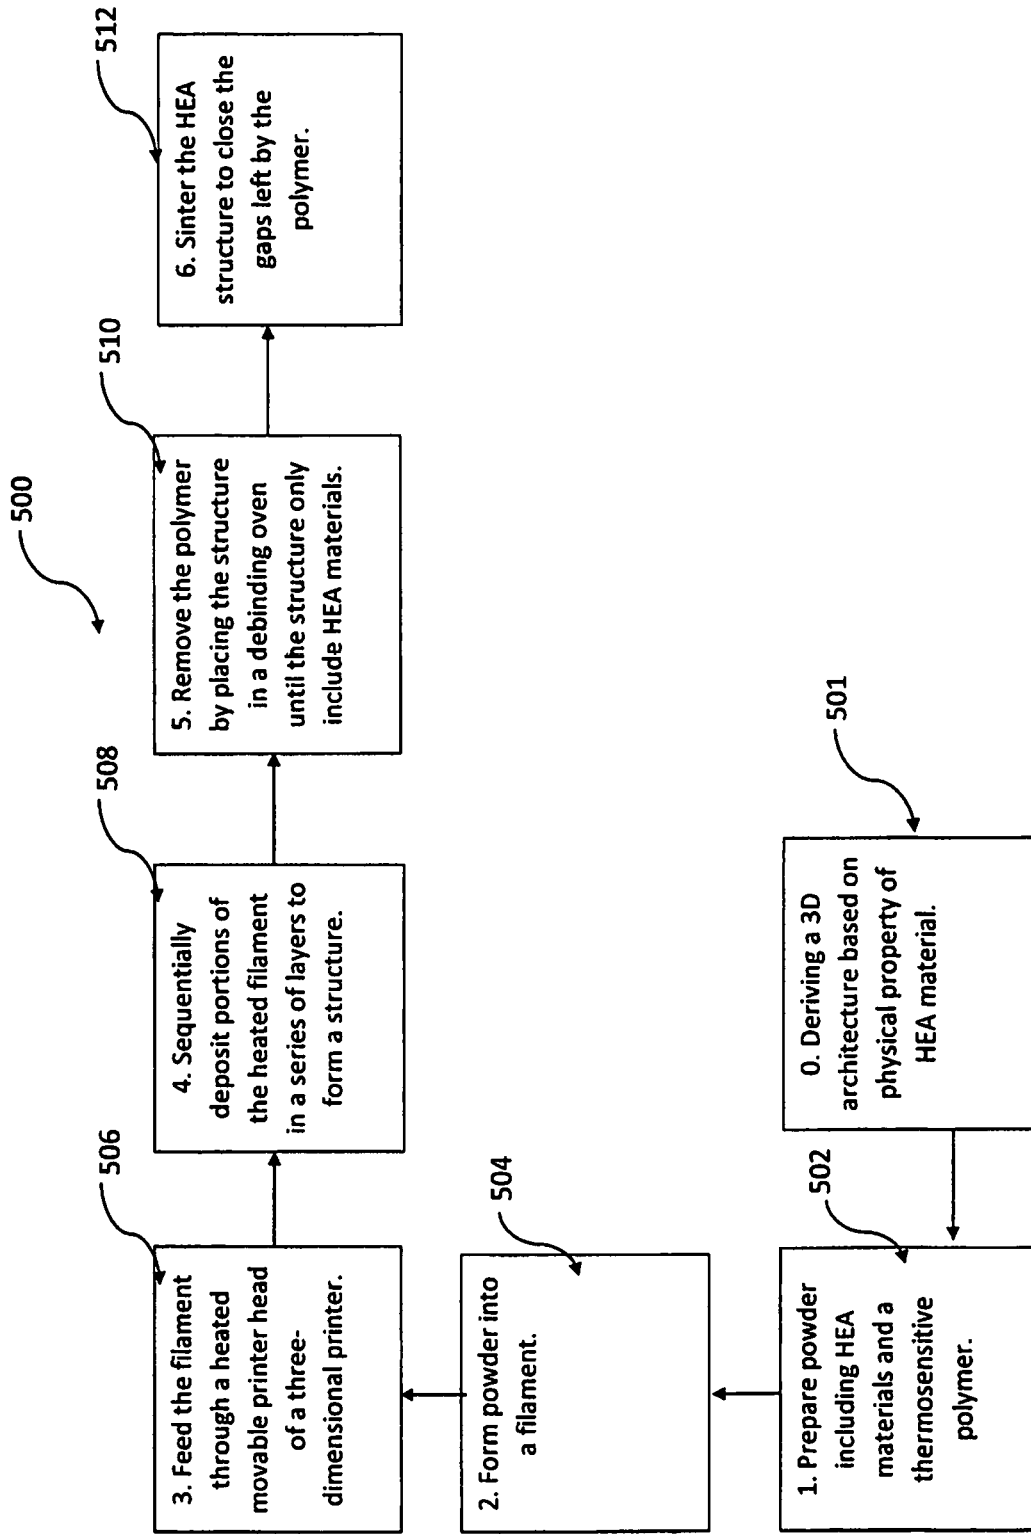 500
501
0. Deriving a 3D
architecture based on
physical property of
HEA material.
502
1. Prepare powder
including HEA
materials and a
thermosensitive
polymer.
504
2. Form powder into
a filament.
506
3. Feed the filament
through a heated
movable printer head
of a three-
dimensional printer.
508
4. Sequentially
deposit portions of
the heated filament
in a series of layers to
form a structure.
510
5. Remove the polymer
by placing the structure
in a debinding oven
until the structure only
include HEA materials.
512
6. Sinter the HEA
structure to close the
gaps left by the
polymer.